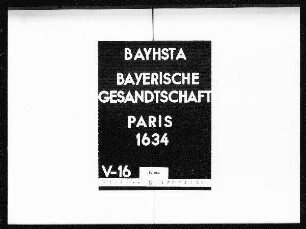 BAYHSTA
BAYERISCHE
GESANDTSCHAFT
PARIS
1634
V-16